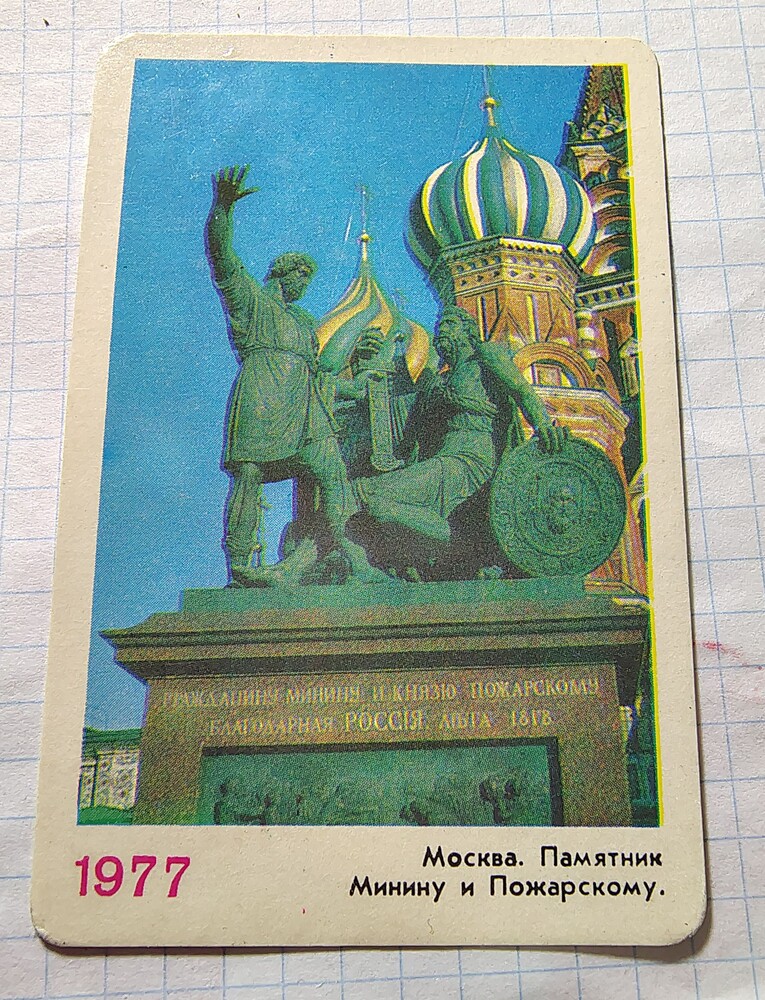 ГРАЖДАНИНУ МИНИНУ И КНЯЗЮ ПОЖАРСКОМУ
БЛАГОДАРНАЯ РОССІЯ ЛѢТА 1818
1977
Москва. Памятник
Минину и Пожарскому.